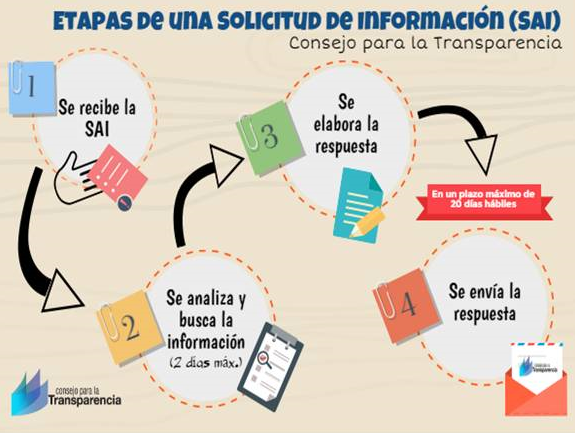 ETAPAS DE UNA SOLICITUD DE INFORMACIÓN (SAI)
Consejo para la Transparencia
1
Se recibe la
SAI
2
Se analiza y
busca la
información
(2 días máx.)
3
Se
elabora la
respuesta
En un plazo máximo de
20 días hábiles
4
Se envía la
respuesta
consejo para la
Transparencia